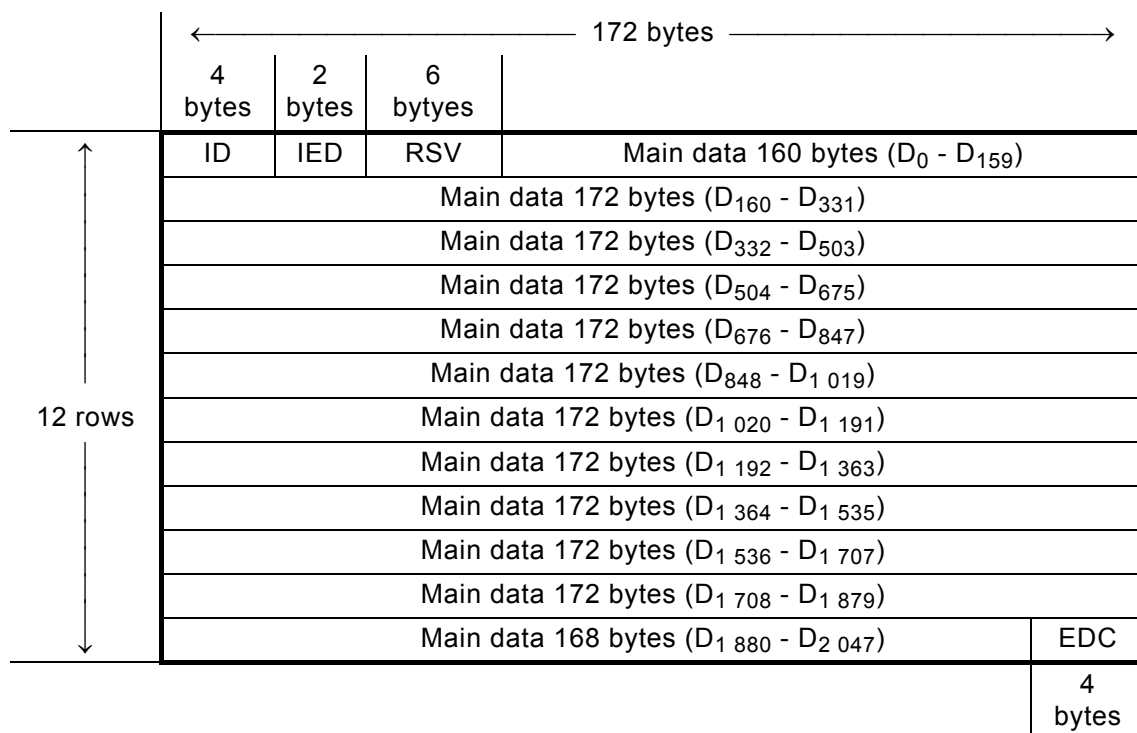 ← 172 bytes →
4 bytes 2 bytes 6 bytyes
ID IED RSV Main data 160 bytes (D0 - D159)
Main data 172 bytes (D160 - D331)
Main data 172 bytes (D332 - D503)
Main data 172 bytes (D504 - D675)
Main data 172 bytes (D676 - D847)
Main data 172 bytes (D848 - D1 019)
12 rows Main data 172 bytes (D1 020 - D1 191)
Main data 172 bytes (D1 192 - D1 363)
Main data 172 bytes (D1 364 - D1 535)
Main data 172 bytes (D1 536 - D1 707)
Main data 172 bytes (D1 708 - D1 879)
Main data 168 bytes (D1 880 - D2 047) EDC
4
bytes